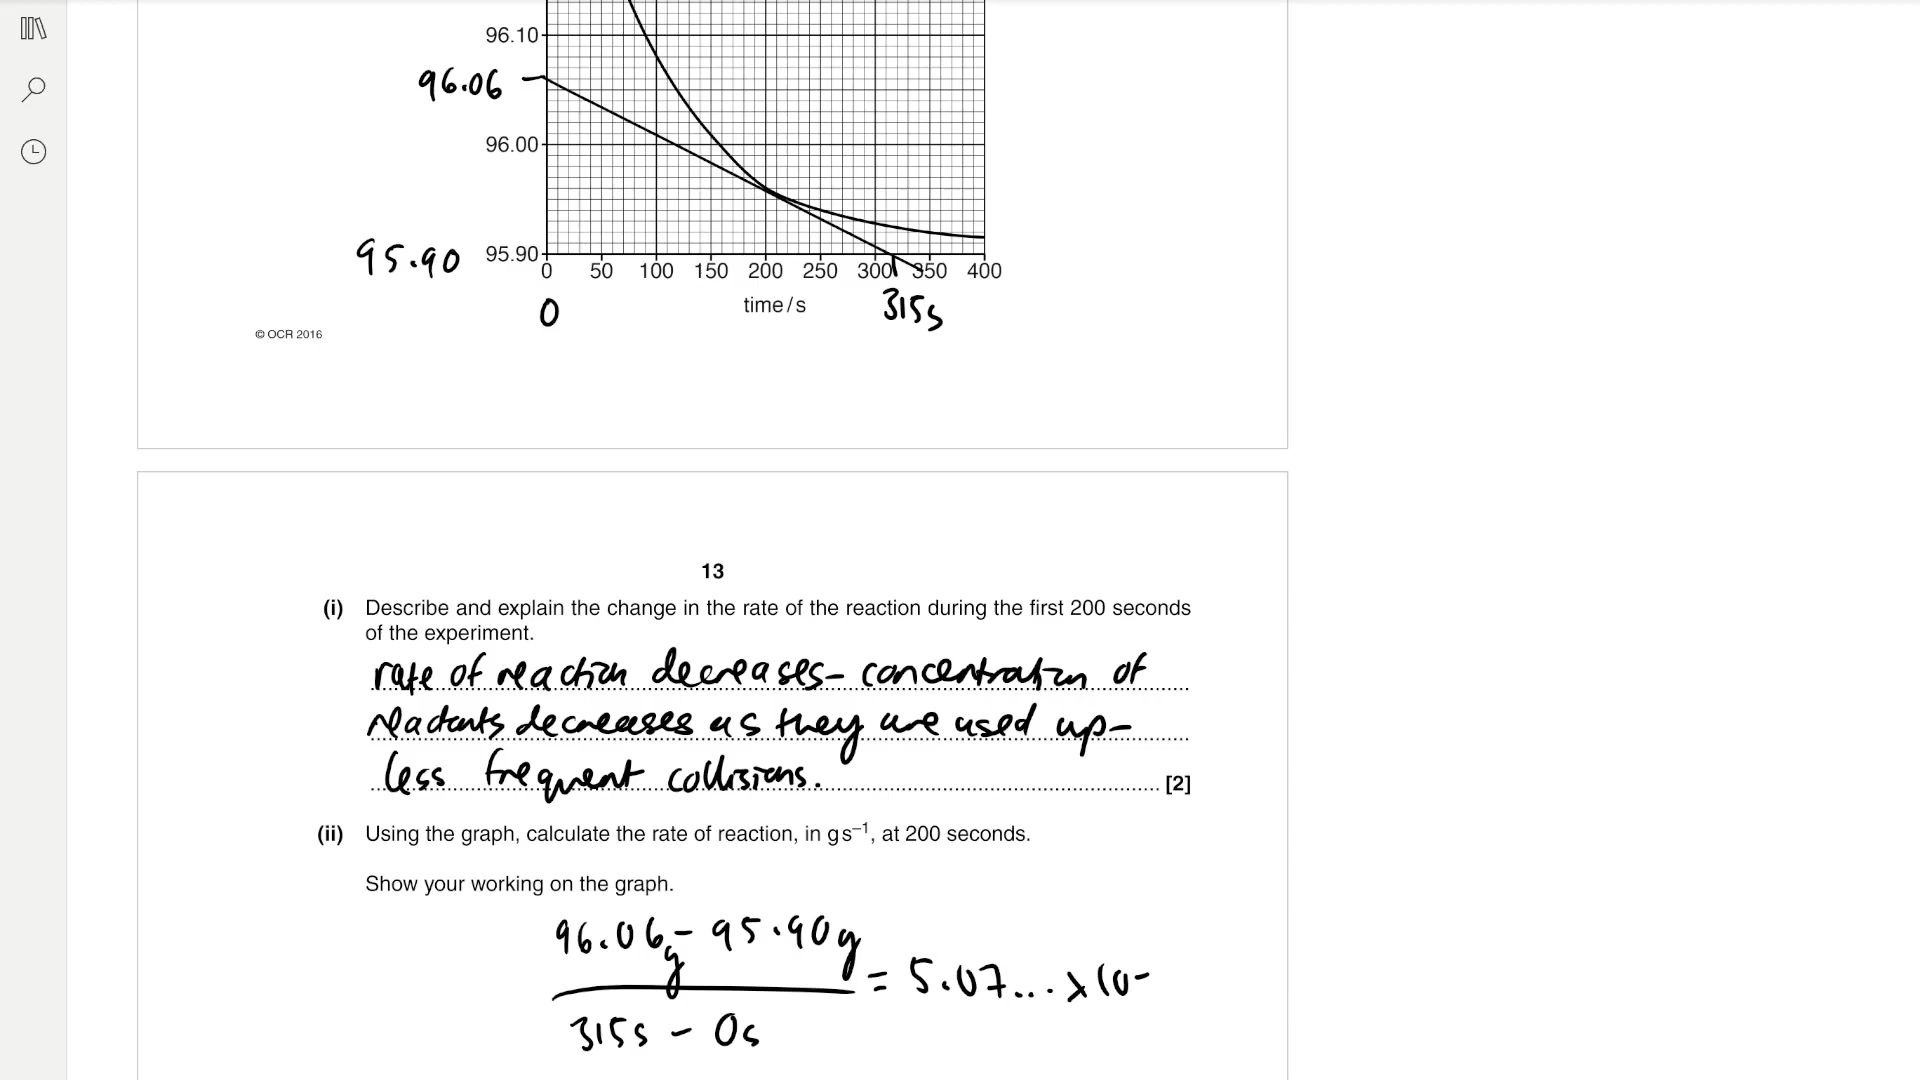 96.10
96.06
96.00
95.90 95.90
0 50 100 150 200 250 300 350 400
0 time/s 315s
© OCR 2016
13
(i) Describe and explain the change in the rate of the reaction during the first 200 seconds
of the experiment.
rate of reaction decreases- concentration of
reactants decreases as they are used up-
less frequent collisions. [2]
(ii) Using the graph, calculate the rate of reaction, in g s⁻¹, at 200 seconds.
Show your working on the graph.
96.06g - 95.90g
= 5.07... x10-
315s - 0s